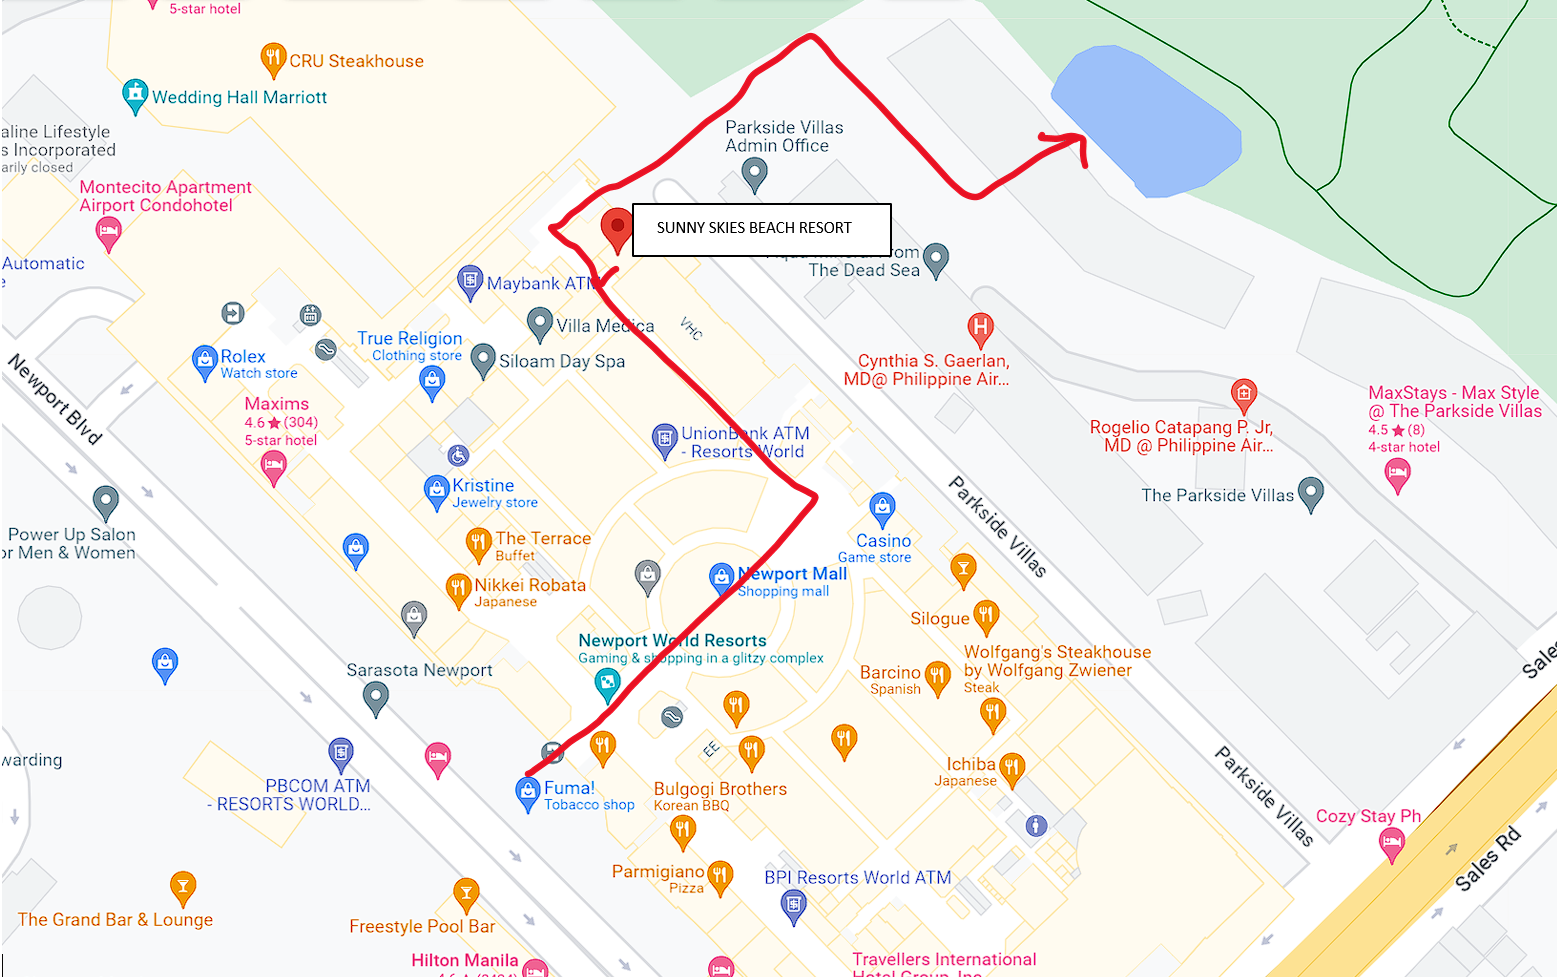 5-star hotel
CRU Steakhouse
Wedding Hall Marriott
aline Lifestyle
s Incorporated
arily closed
Parkside Villas
Admin Office
Montecito Apartment
Airport Condohotel
SUNNY SKIES BEACH RESORT
Automatic
The Dead Sea
Maybank ATM
Villa Medica
VHC
True Religion
Clothing store
Siloam Day Spa
Rolex
Watch store
Newport Blvd
Cynthia S. Gaerlan,
MD@ Philippine Air...
Maxims
4.6 ★ (304)
5-star hotel
MaxStays - Max Style
@ The Parkside Villas
4.5 ★ (8)
4-star hotel
UnionBank ATM
- Resorts World
Rogelio Catapang P. Jr,
MD @ Philippine Air...
Kristine
Jewelry store
The Parkside Villas
Parkside Villas
Power Up Salon
or Men & Women
The Terrace
Buffet
Casino
Game store
Nikkei Robata
Japanese
Newport Mall
Shopping mall
Silogue
Newport World Resorts
Gaming & shopping in a glitzy complex
Wolfgang's Steakhouse
by Wolfgang Zwiener
Steak
Barcino
Spanish
Sarasota Newport
Sales
EE
warding
PBCOM ATM
- RESORTS WORLD...
Fuma!
Tobacco shop
Bulgogi Brothers
Korean BBQ
Ichiba
Japanese
Parkside Villas
Cozy Stay Ph
Sales Rd
Parmigiano
Pizza
BPI Resorts World ATM
The Grand Bar & Lounge
Freestyle Pool Bar
Hilton Manila
Travellers International
Hotel Group, Inc